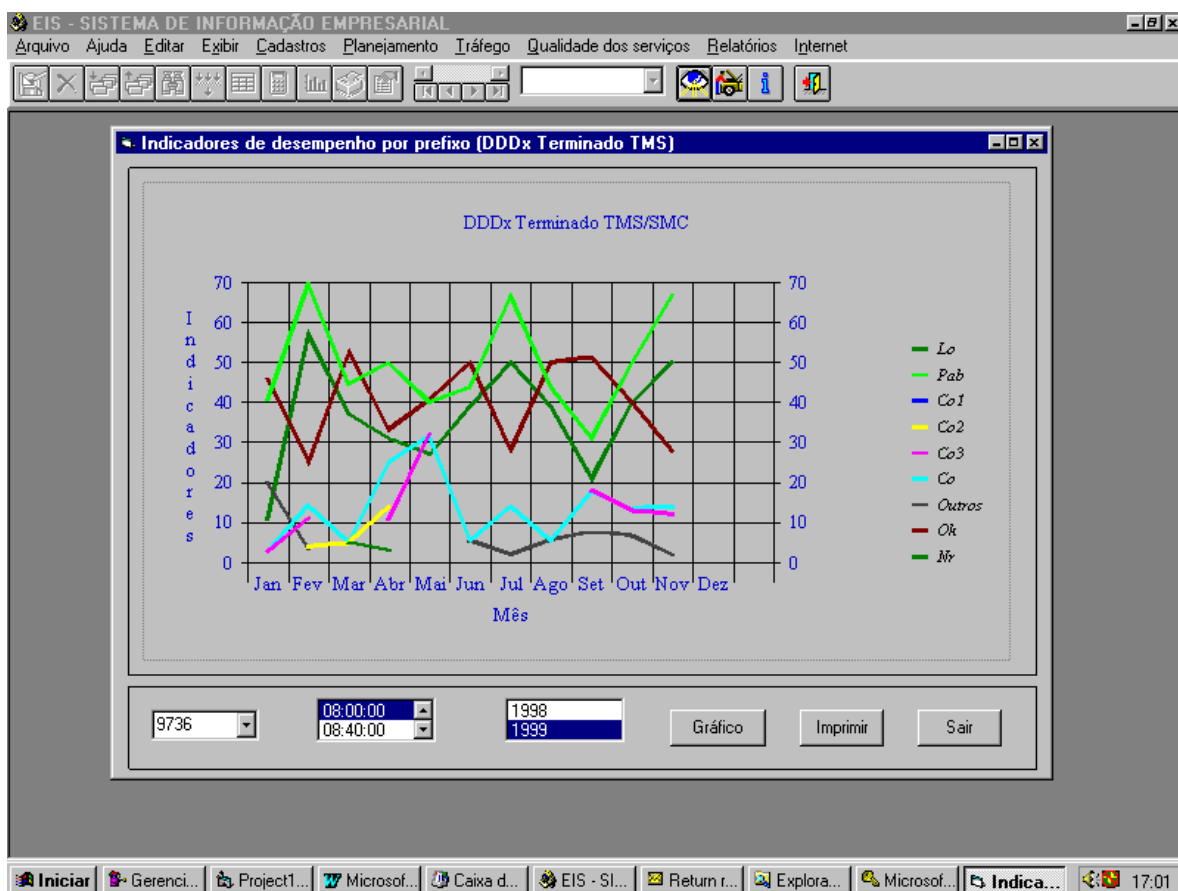 EIS - SISTEMA DE INFORMAÇÃO EMPRESARIAL
Arquivo Ajuda Editar Exibir Cadastros Planejamento Tráfego Qualidade dos serviços Relatórios Internet
Indicadores de desempenho por prefixo (DDDx Terminado TMS)
DDDx Terminado TMS/SMC
Indicadores
70 70
60 60
50 50
40 40
30 30
20 20
10 10
0 0
Jan Fev Mar Abr Mai Jun Jul Ago Set Out Nov Dez
Mês
Lo
Pab
Co1
Co2
Co3
Co
Outros
Ok
Nr
9736
08:00:00
08:40:00
1998
1999
Gráfico Imprimir Sair
Iniciar Gerenci... Project1... Microsof... Caixa d... EIS - SI... Return r... Explora... Microsof... Indica... 17:01